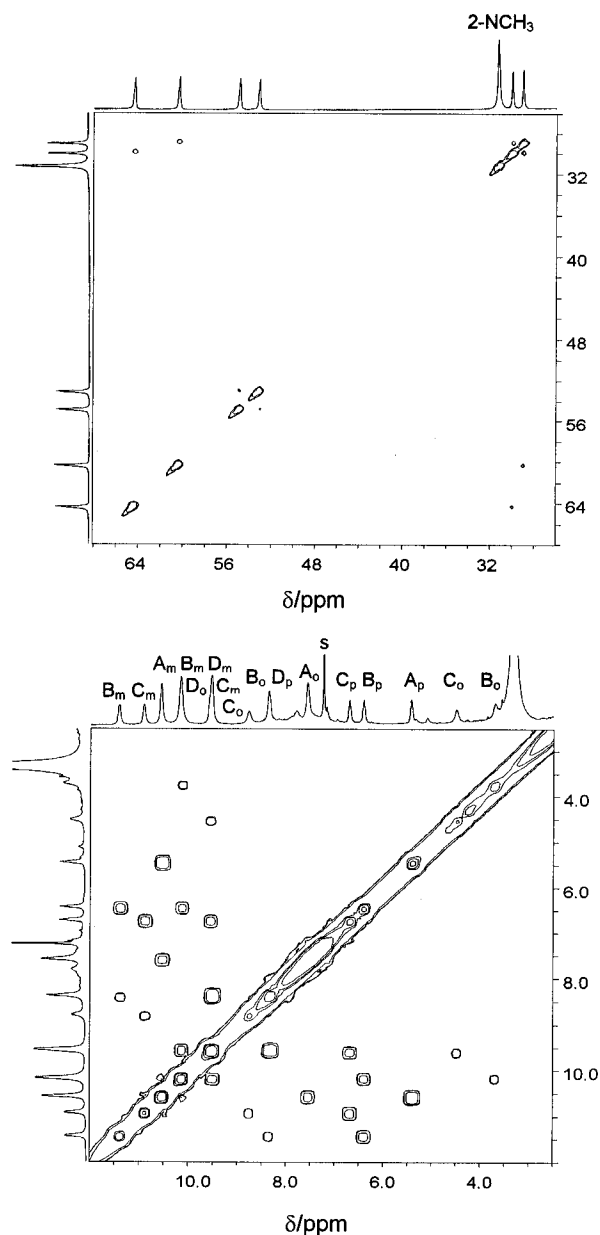 2-NCH₃
32
40
48
56
64
64 56 48 40 32
δ/ppm
s
Bₘ Cₘ Aₘ Bₘ Dₘ Bₒ Dₚ Aₒ Cₚ Bₚ Aₚ Cₒ Bₒ
Dₒ Cₘ
Cₒ
4.0
6.0
8.0
10.0
10.0 8.0 6.0 4.0
δ/ppm